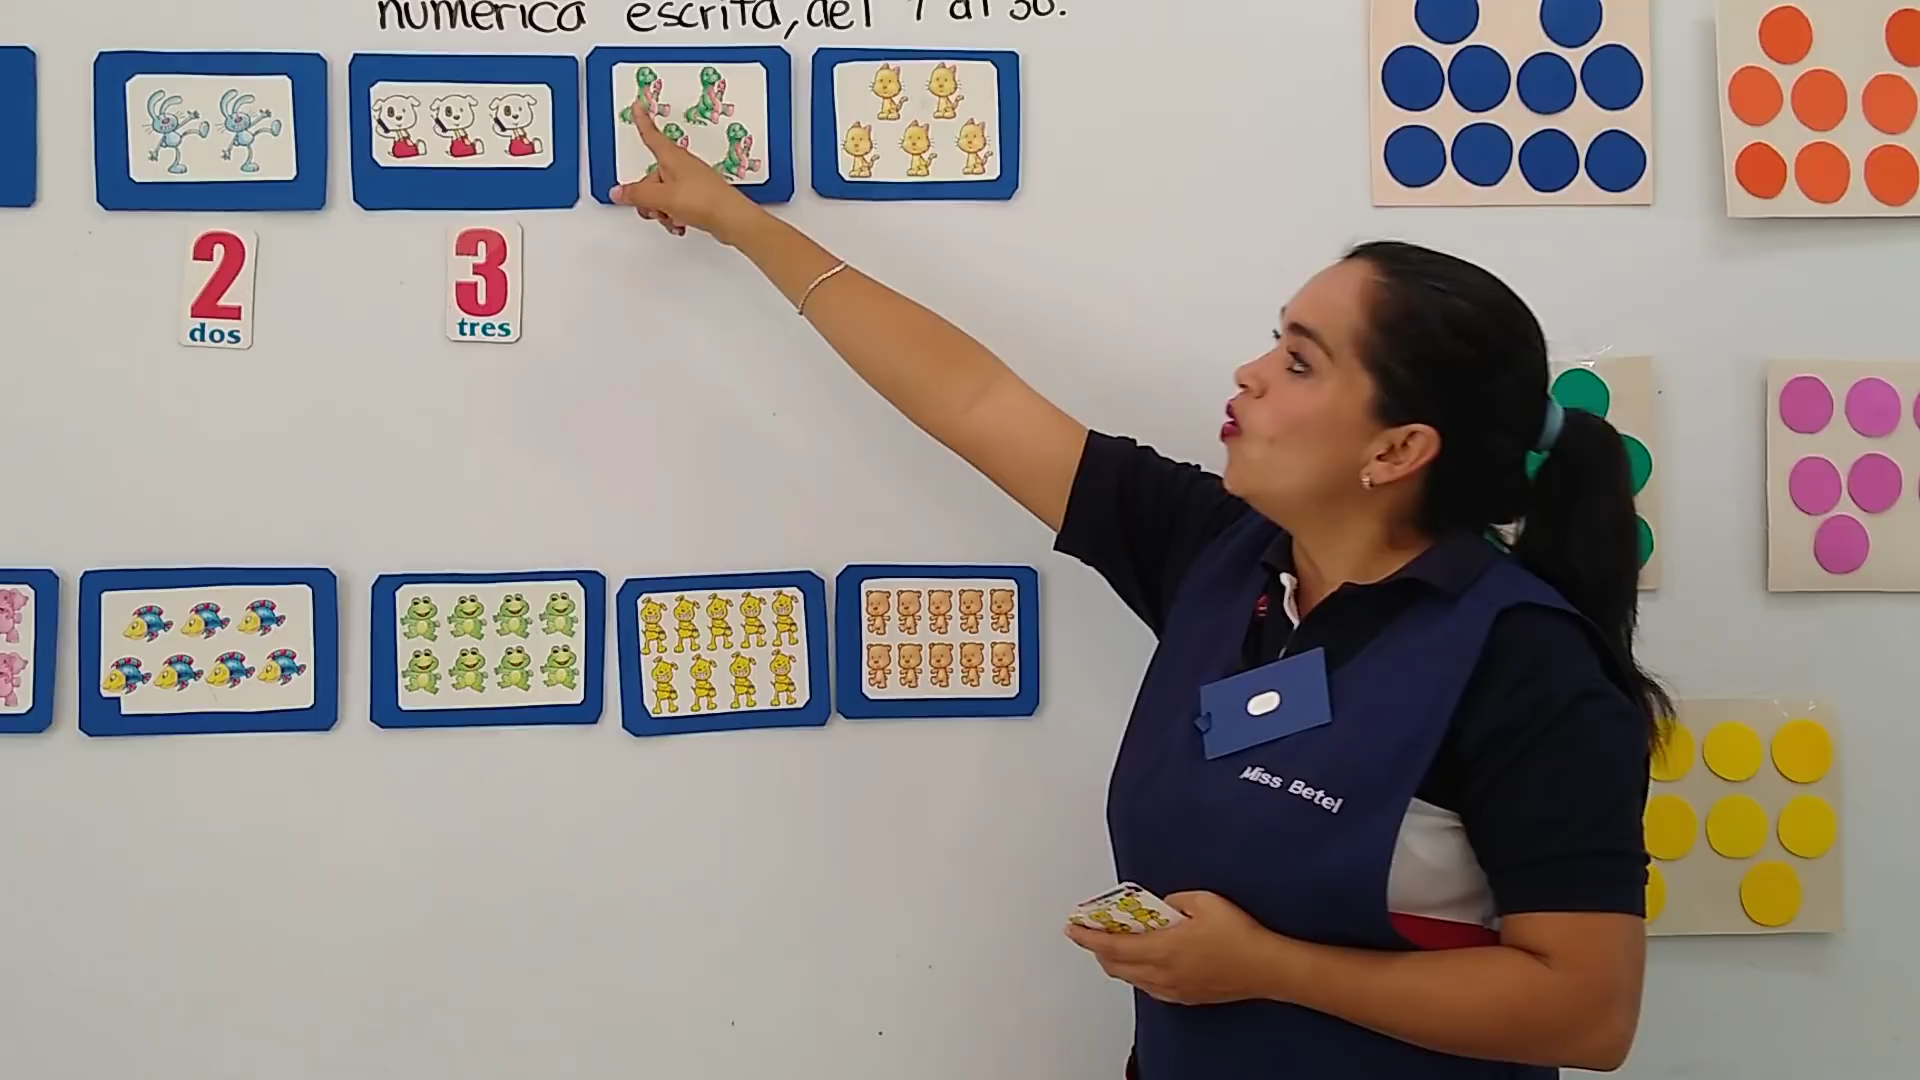 numérica escrita, del 1 al 30.
2
dos
3
tres
Miss Betel